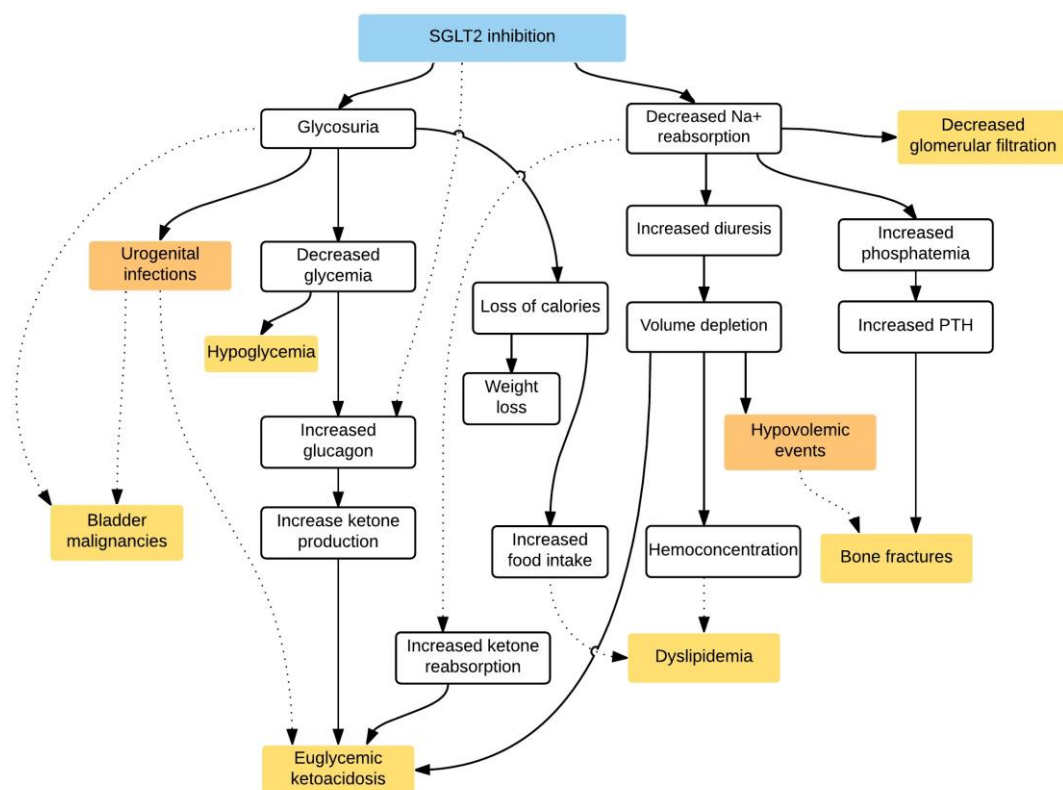 SGLT2 inhibition
Glycosuria
Decreased Na+
reabsorption
Decreased
glomerular filtration
Urogenital
infections
Decreased
glycemia
Increased diuresis
Increased
phosphatemia
Loss of calories
Volume depletion
Increased PTH
Hypoglycemia
Weight
loss
Increased
glucagon
Hypovolemic
events
Bladder
malignancies
Increase ketone
production
Increased
food intake
Hemoconcentration
Bone fractures
Increased ketone
reabsorption
Dyslipidemia
Euglycemic
ketoacidosis